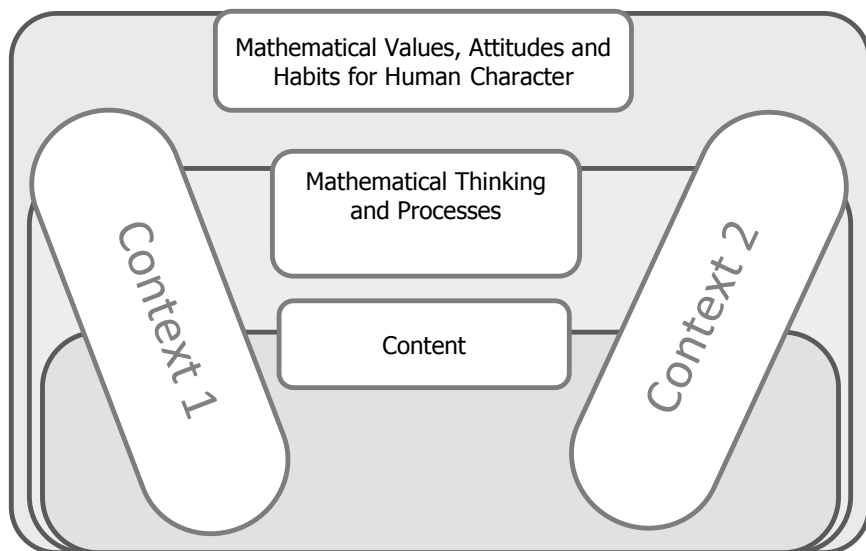 Mathematical Values, Attitudes and
Habits for Human Character
Mathematical Thinking
and Processes
Context 1
Context 2
Content